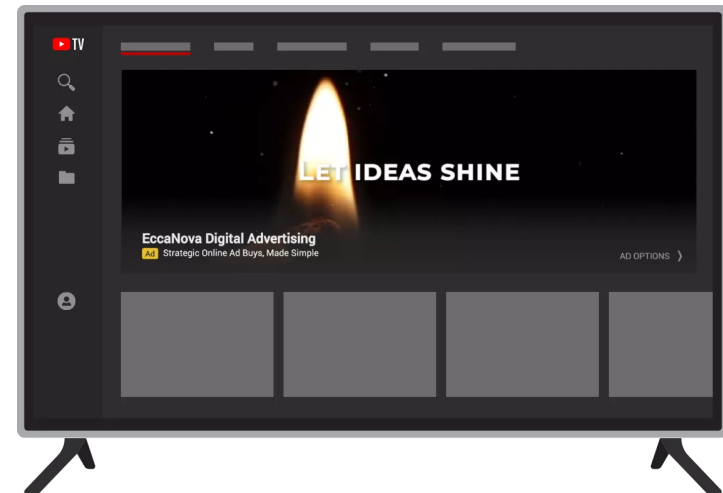 TV
LET IDEAS SHINE
EccaNova Digital Advertising
Ad Strategic Online Ad Buys, Made Simple
AD OPTIONS ❭